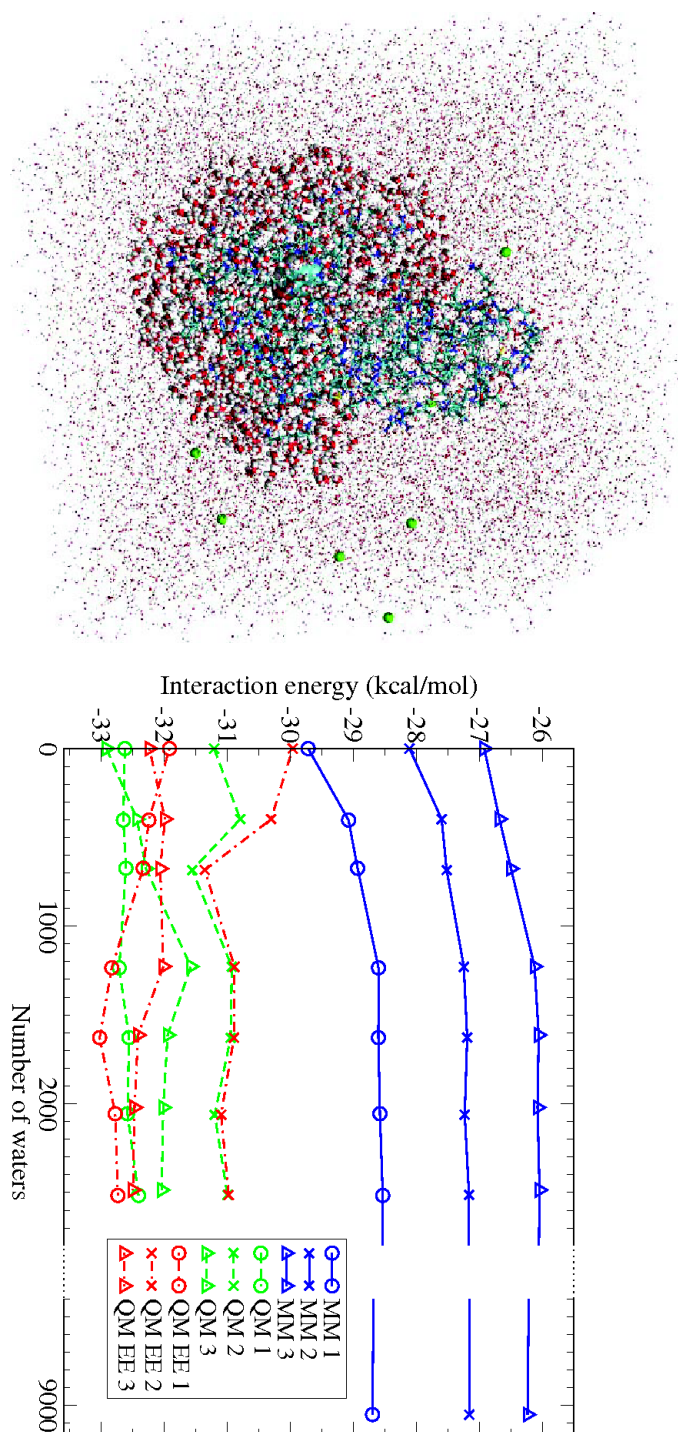 Interaction energy (kcal/mol)
-33
-32
-31
-30
-29
-28
-27
-26
0
1000
2000
9000
Number of waters
MM 1
MM 2
MM 3
QM 1
QM 2
QM 3
QM EE 1
QM EE 2
QM EE 3